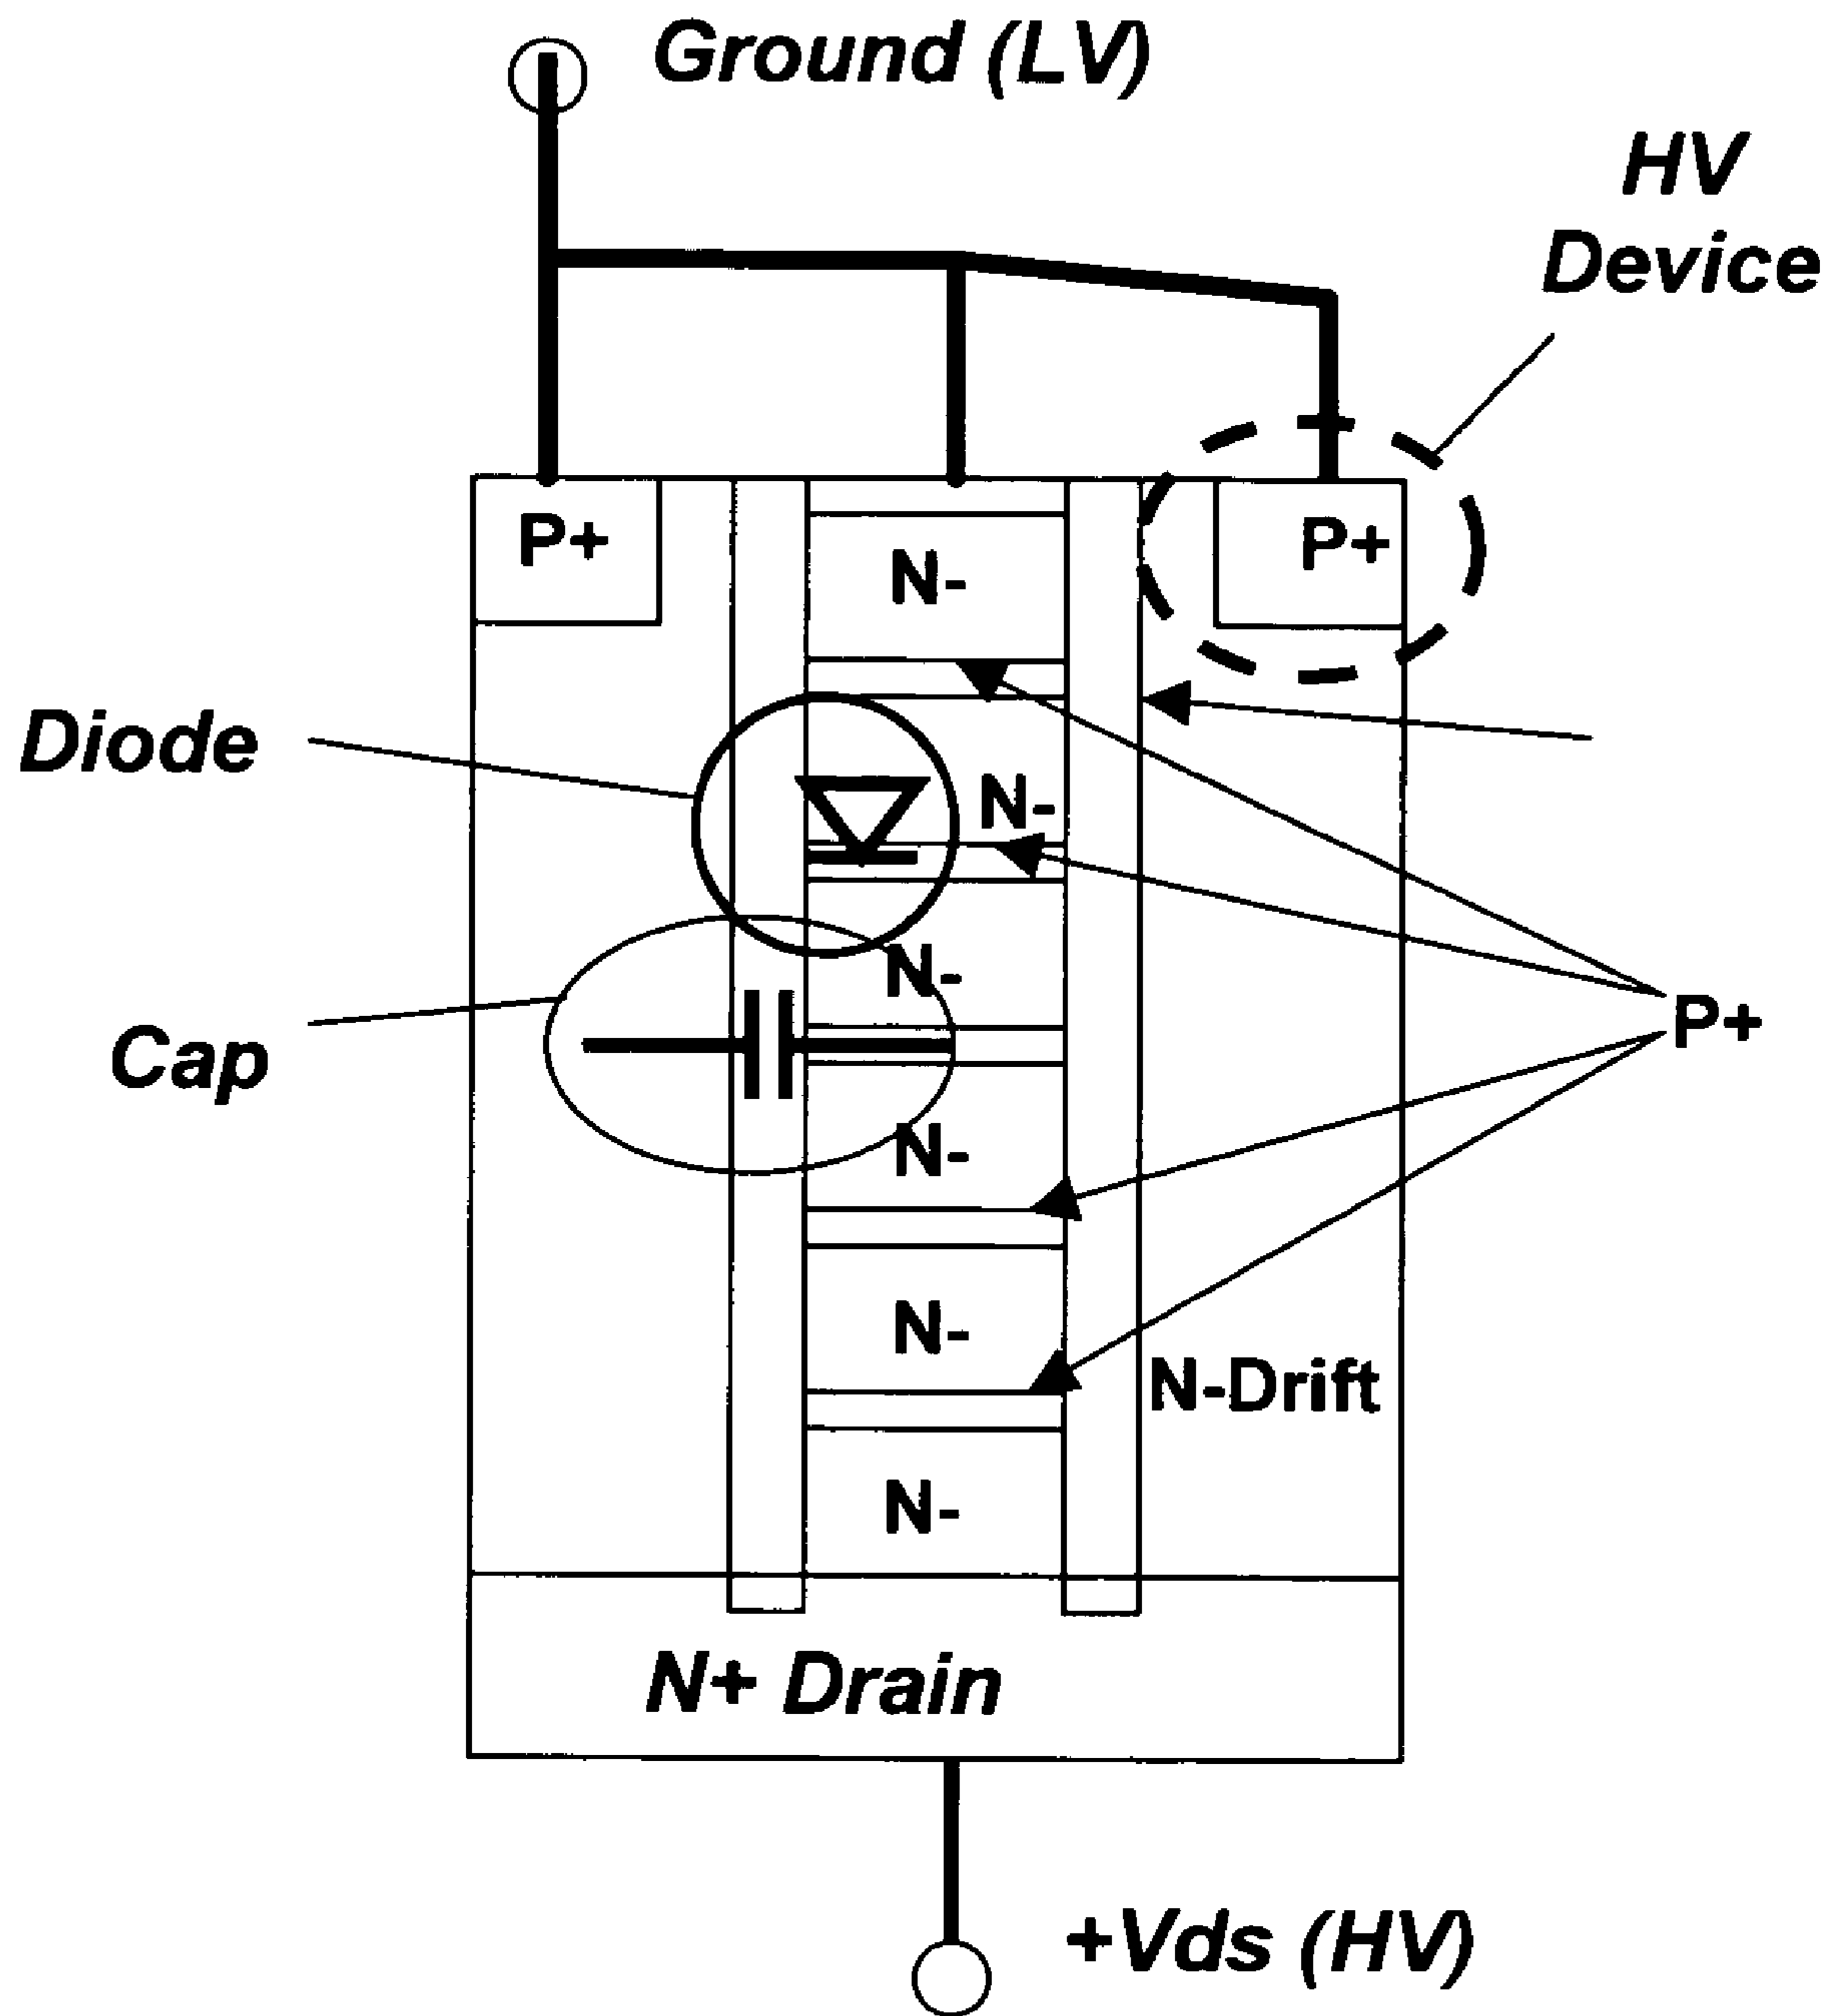 Ground (LV)
HV
Device
P+
P+
N-
Diode
N-
N-
Cap
P+
N-
N-
N-Drift
N-
N+ Drain
+Vds (HV)